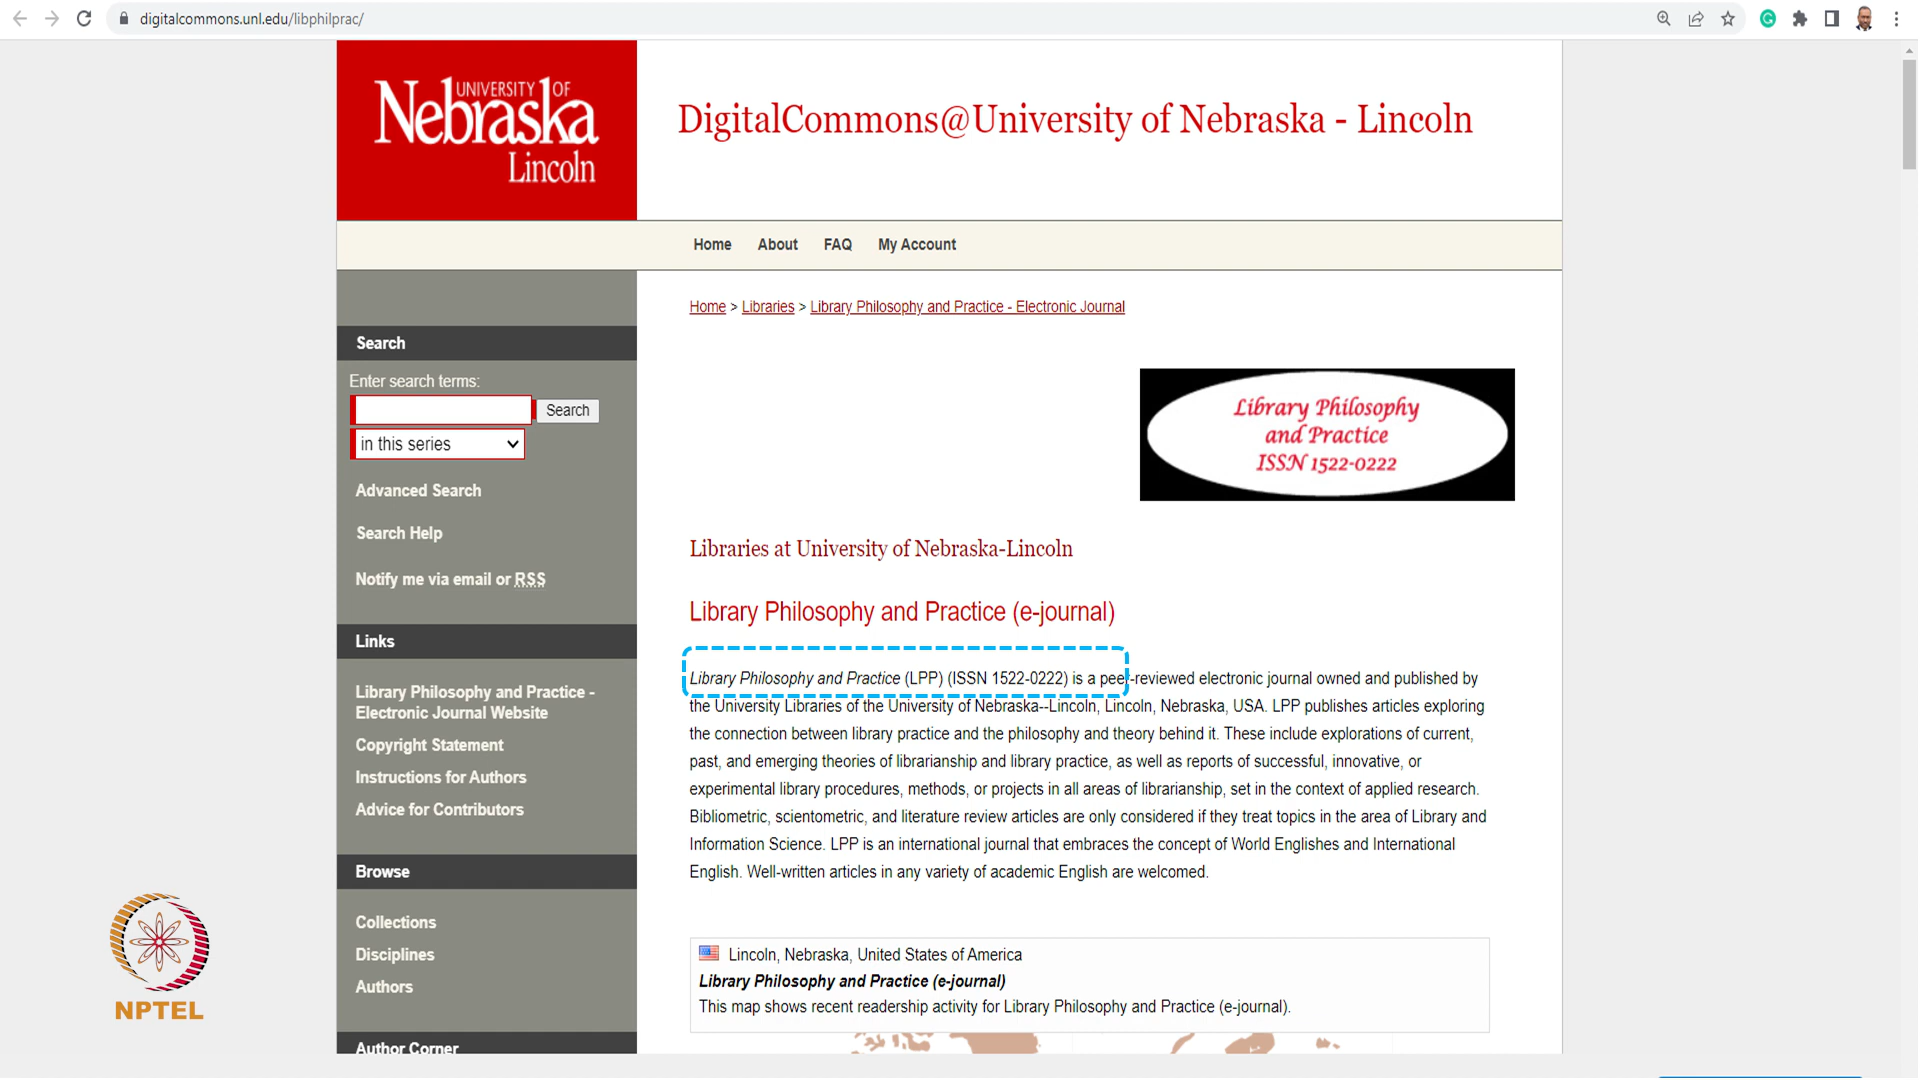 digitalcommons.unl.edu/libphilprac/
UNIVERSITY OF
Nebraska
Lincoln
DigitalCommons@University of Nebraska - Lincoln
Home About FAQ My Account
Home > Libraries > Library Philosophy and Practice - Electronic Journal
Search
Enter search terms:
Search
in this series
Advanced Search
Search Help
Notify me via email or RSS
Links
Library Philosophy and Practice -
Electronic Journal Website
Copyright Statement
Instructions for Authors
Advice for Contributors
Browse
Collections
Disciplines
Authors
Author Corner
Library Philosophy
and Practice
ISSN 1522-0222
Libraries at University of Nebraska-Lincoln
Library Philosophy and Practice (e-journal)
Library Philosophy and Practice (LPP) (ISSN 1522-0222) is a peer-reviewed electronic journal owned and published by
the University Libraries of the University of Nebraska--Lincoln, Lincoln, Nebraska, USA. LPP publishes articles exploring
the connection between library practice and the philosophy and theory behind it. These include explorations of current,
past, and emerging theories of librarianship and library practice, as well as reports of successful, innovative, or
experimental library procedures, methods, or projects in all areas of librarianship, set in the context of applied research.
Bibliometric, scientometric, and literature review articles are only considered if they treat topics in the area of Library and
Information Science. LPP is an international journal that embraces the concept of World Englishes and International
English. Well-written articles in any variety of academic English are welcomed.
Lincoln, Nebraska, United States of America
Library Philosophy and Practice (e-journal)
This map shows recent readership activity for Library Philosophy and Practice (e-journal).
NPTEL